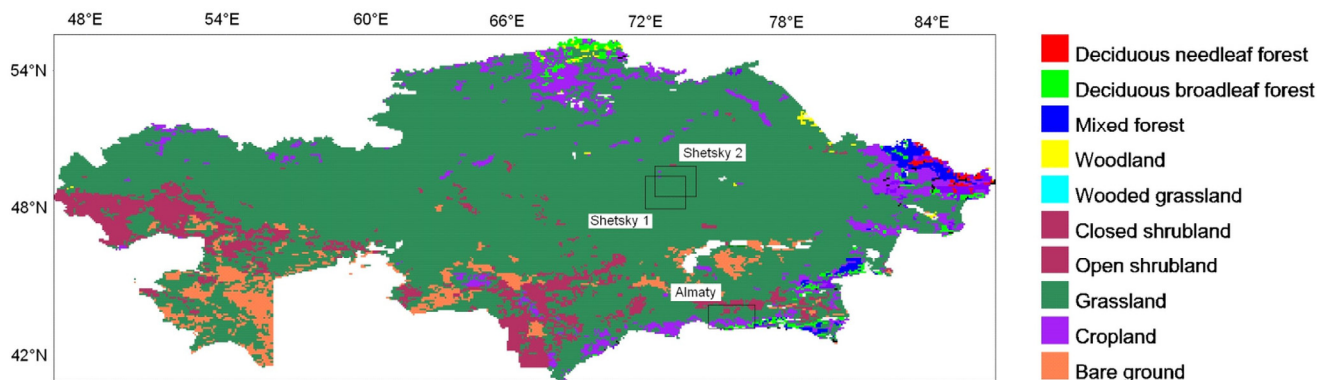 48°E 54°E 60°E 66°E 72°E 78°E 84°E
54°N
48°N
42°N
Shetsky 2
Shetsky 1
Almaty
Deciduous needleaf forest
Deciduous broadleaf forest
Mixed forest
Woodland
Wooded grassland
Closed shrubland
Open shrubland
Grassland
Cropland
Bare ground